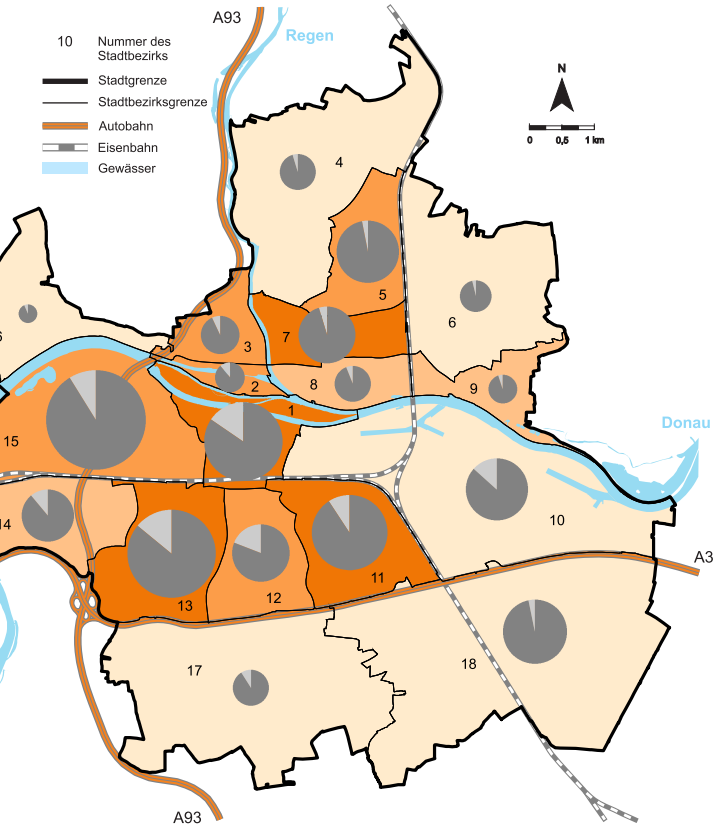 A93
Regen
10 Nummer des
Stadtbezirks
Stadtgrenze
Stadtbezirksgrenze
Autobahn
Eisenbahn
Gewässer
N
0 0,5 1 km
4
5
6
7
3
6
2
8
9
1
Donau
15
14
10
A3
11
12
13
17
18
A93